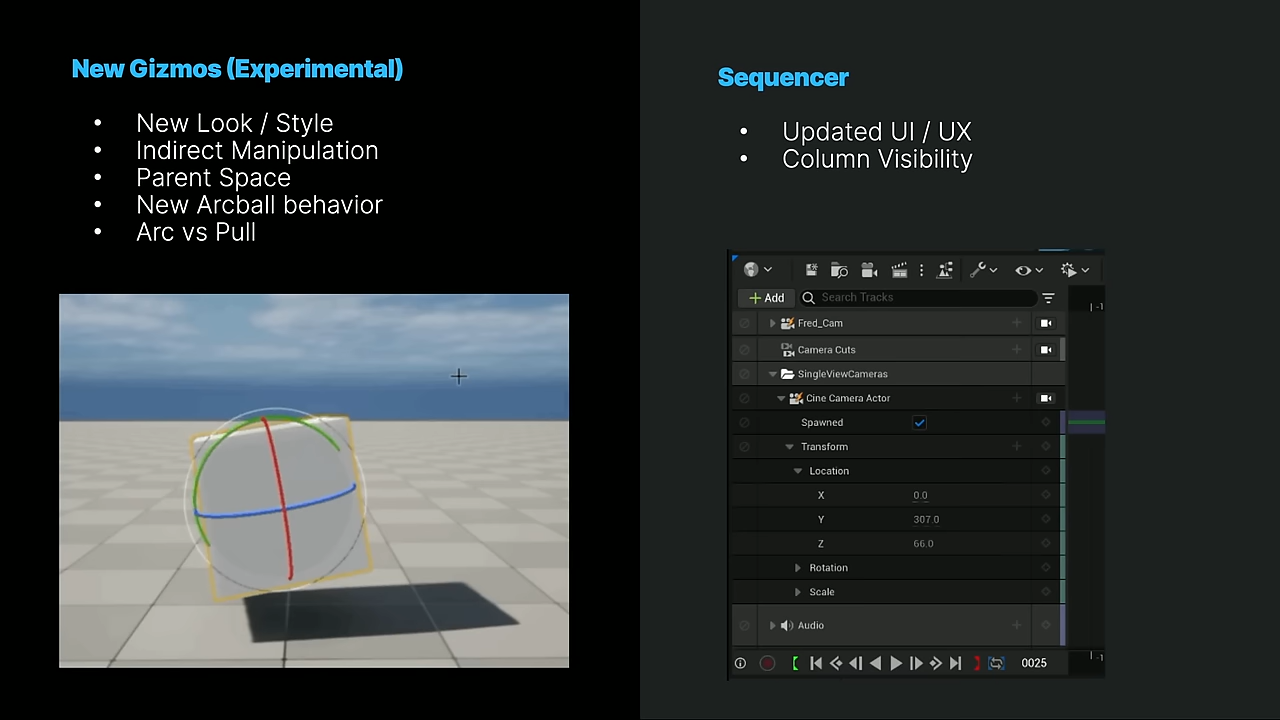 New Gizmos (Experimental)
• New Look / Style
• Indirect Manipulation
• Parent Space
• New Arcball behavior
• Arc vs Pull
Sequencer
• Updated UI / UX
• Column Visibility
+ Add
Search Tracks
Fred_Cam
Camera Cuts
SingleViewCameras
Cine Camera Actor
Spawned
Transform
Location
X 0.0
Y 307.0
Z 66.0
Rotation
Scale
Audio
0025
-1
-1